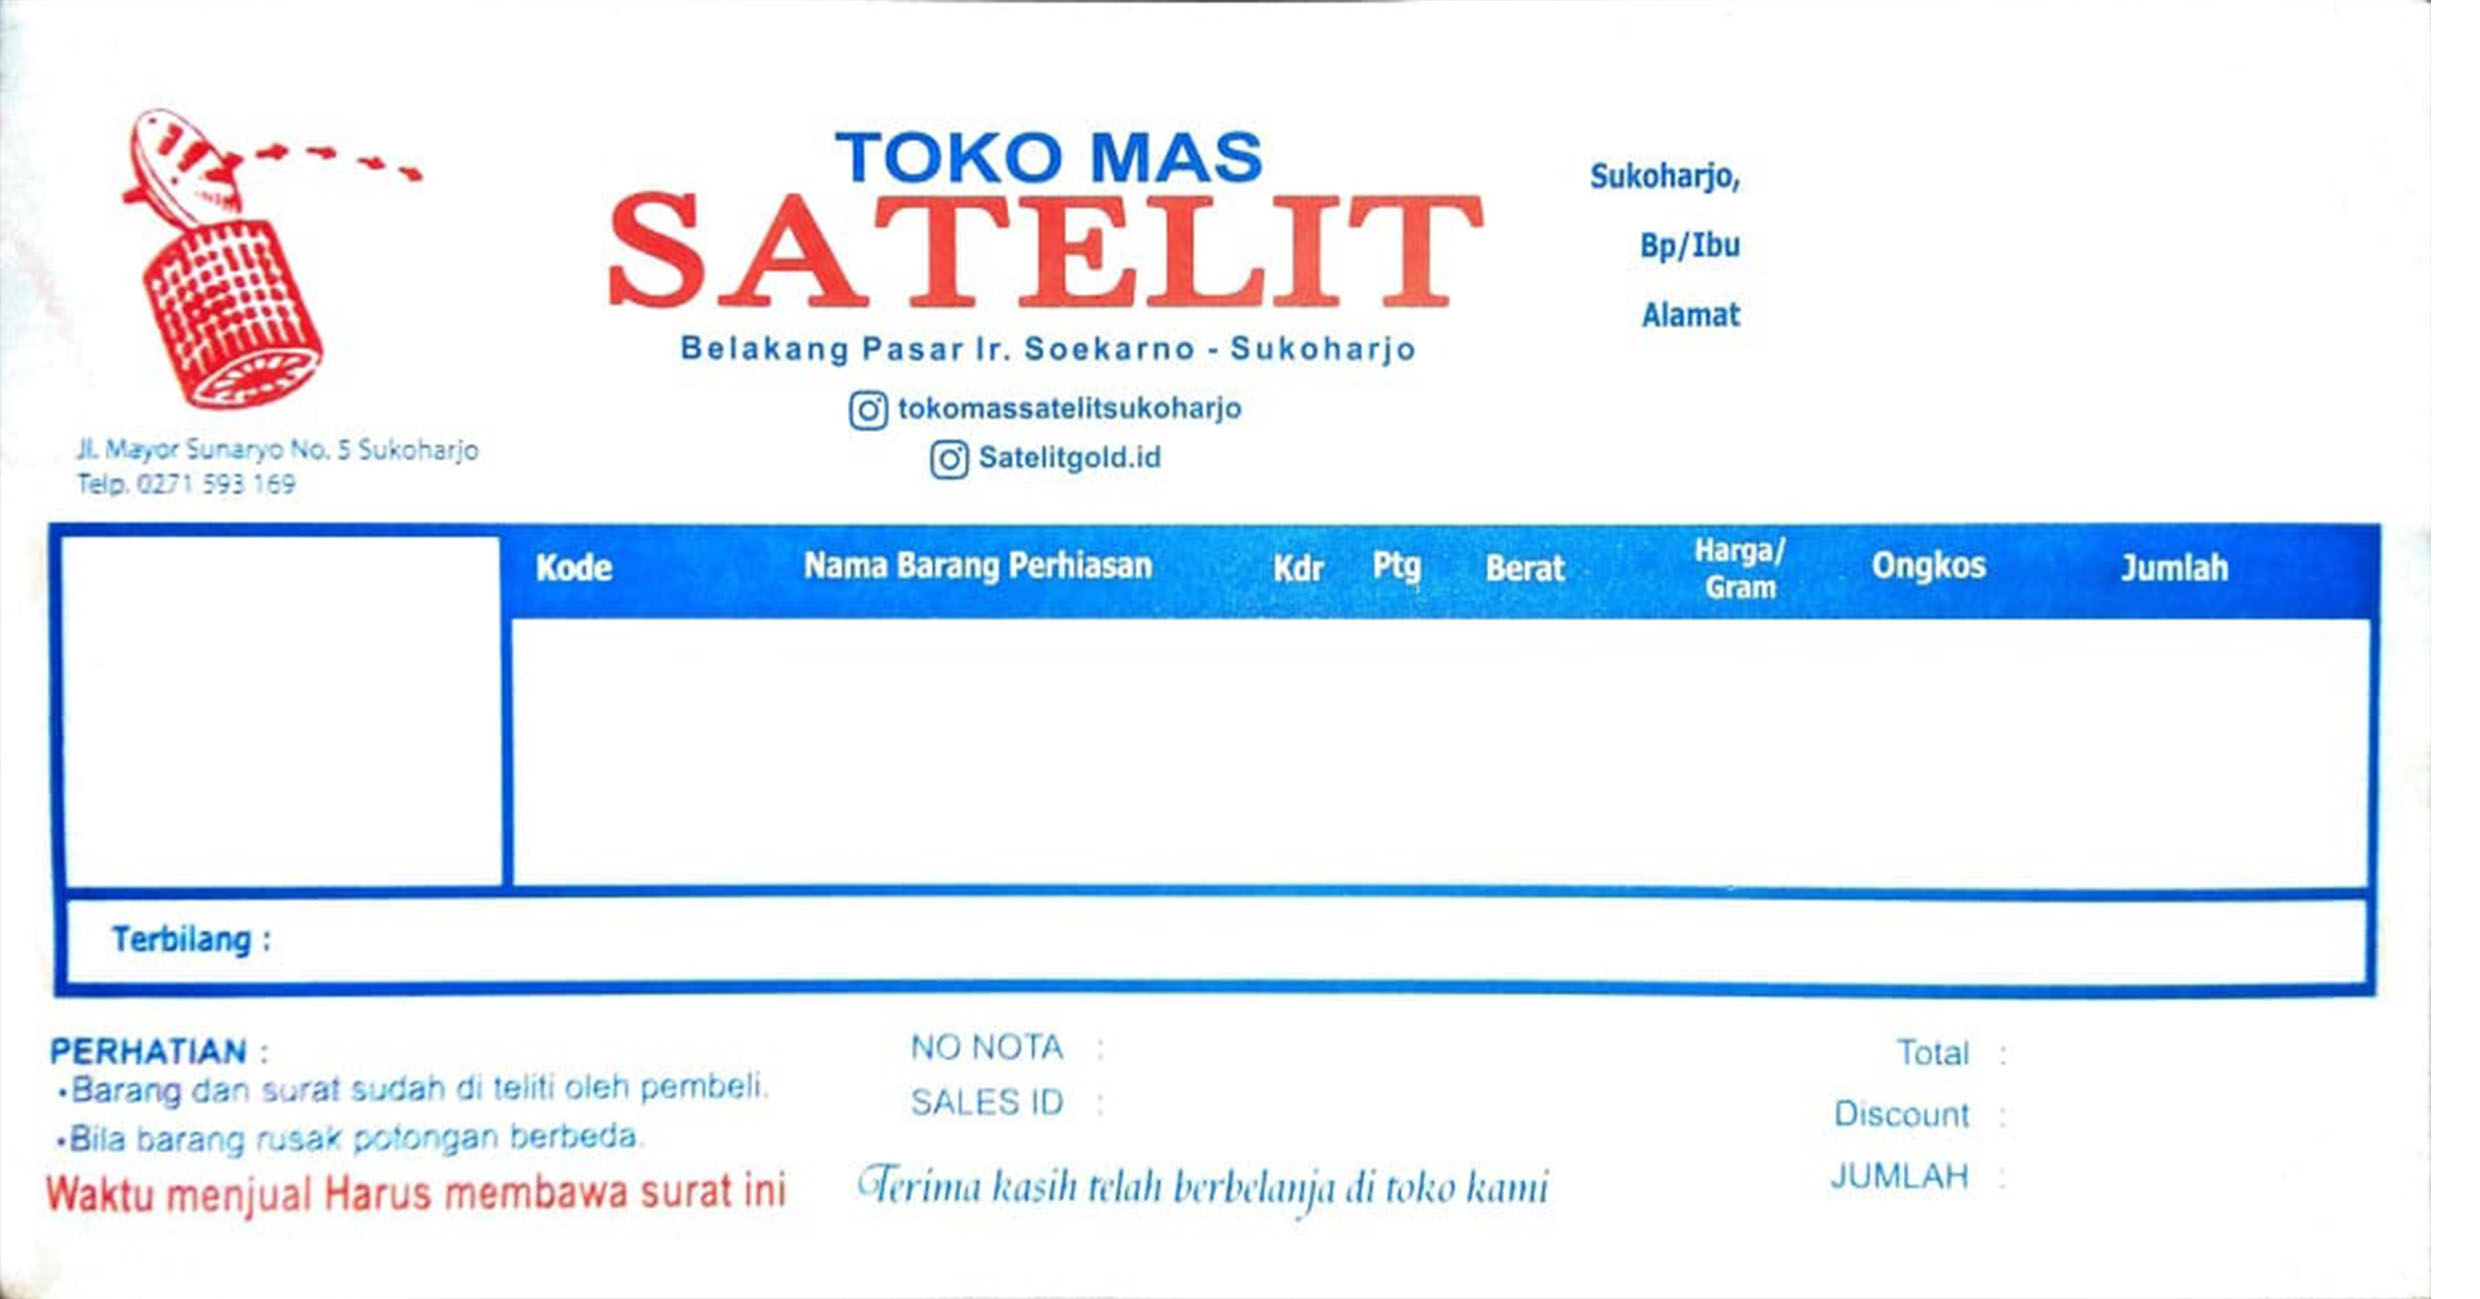 TOKO MAS
SATELIT
Belakang Pasar Ir. Soekarno - Sukoharjo
tokomassatelitsukoharjo
Satelitgold.id
Jl. Mayor Sunaryo No. 5 Sukoharjo
Telp. 0271 593 169
Sukoharjo,
Bp/Ibu
Alamat
Kode Nama Barang Perhiasan Kdr Ptg Berat Harga/ Gram Ongkos Jumlah
Terbilang :
PERHATIAN :
•Barang dan surat sudah di teliti oleh pembeli.
•Bila barang rusak potongan berbeda.
Waktu menjual Harus membawa surat ini
NO NOTA :
SALES ID :
Terima kasih telah berbelanja di toko kami
Total :
Discount :
JUMLAH :